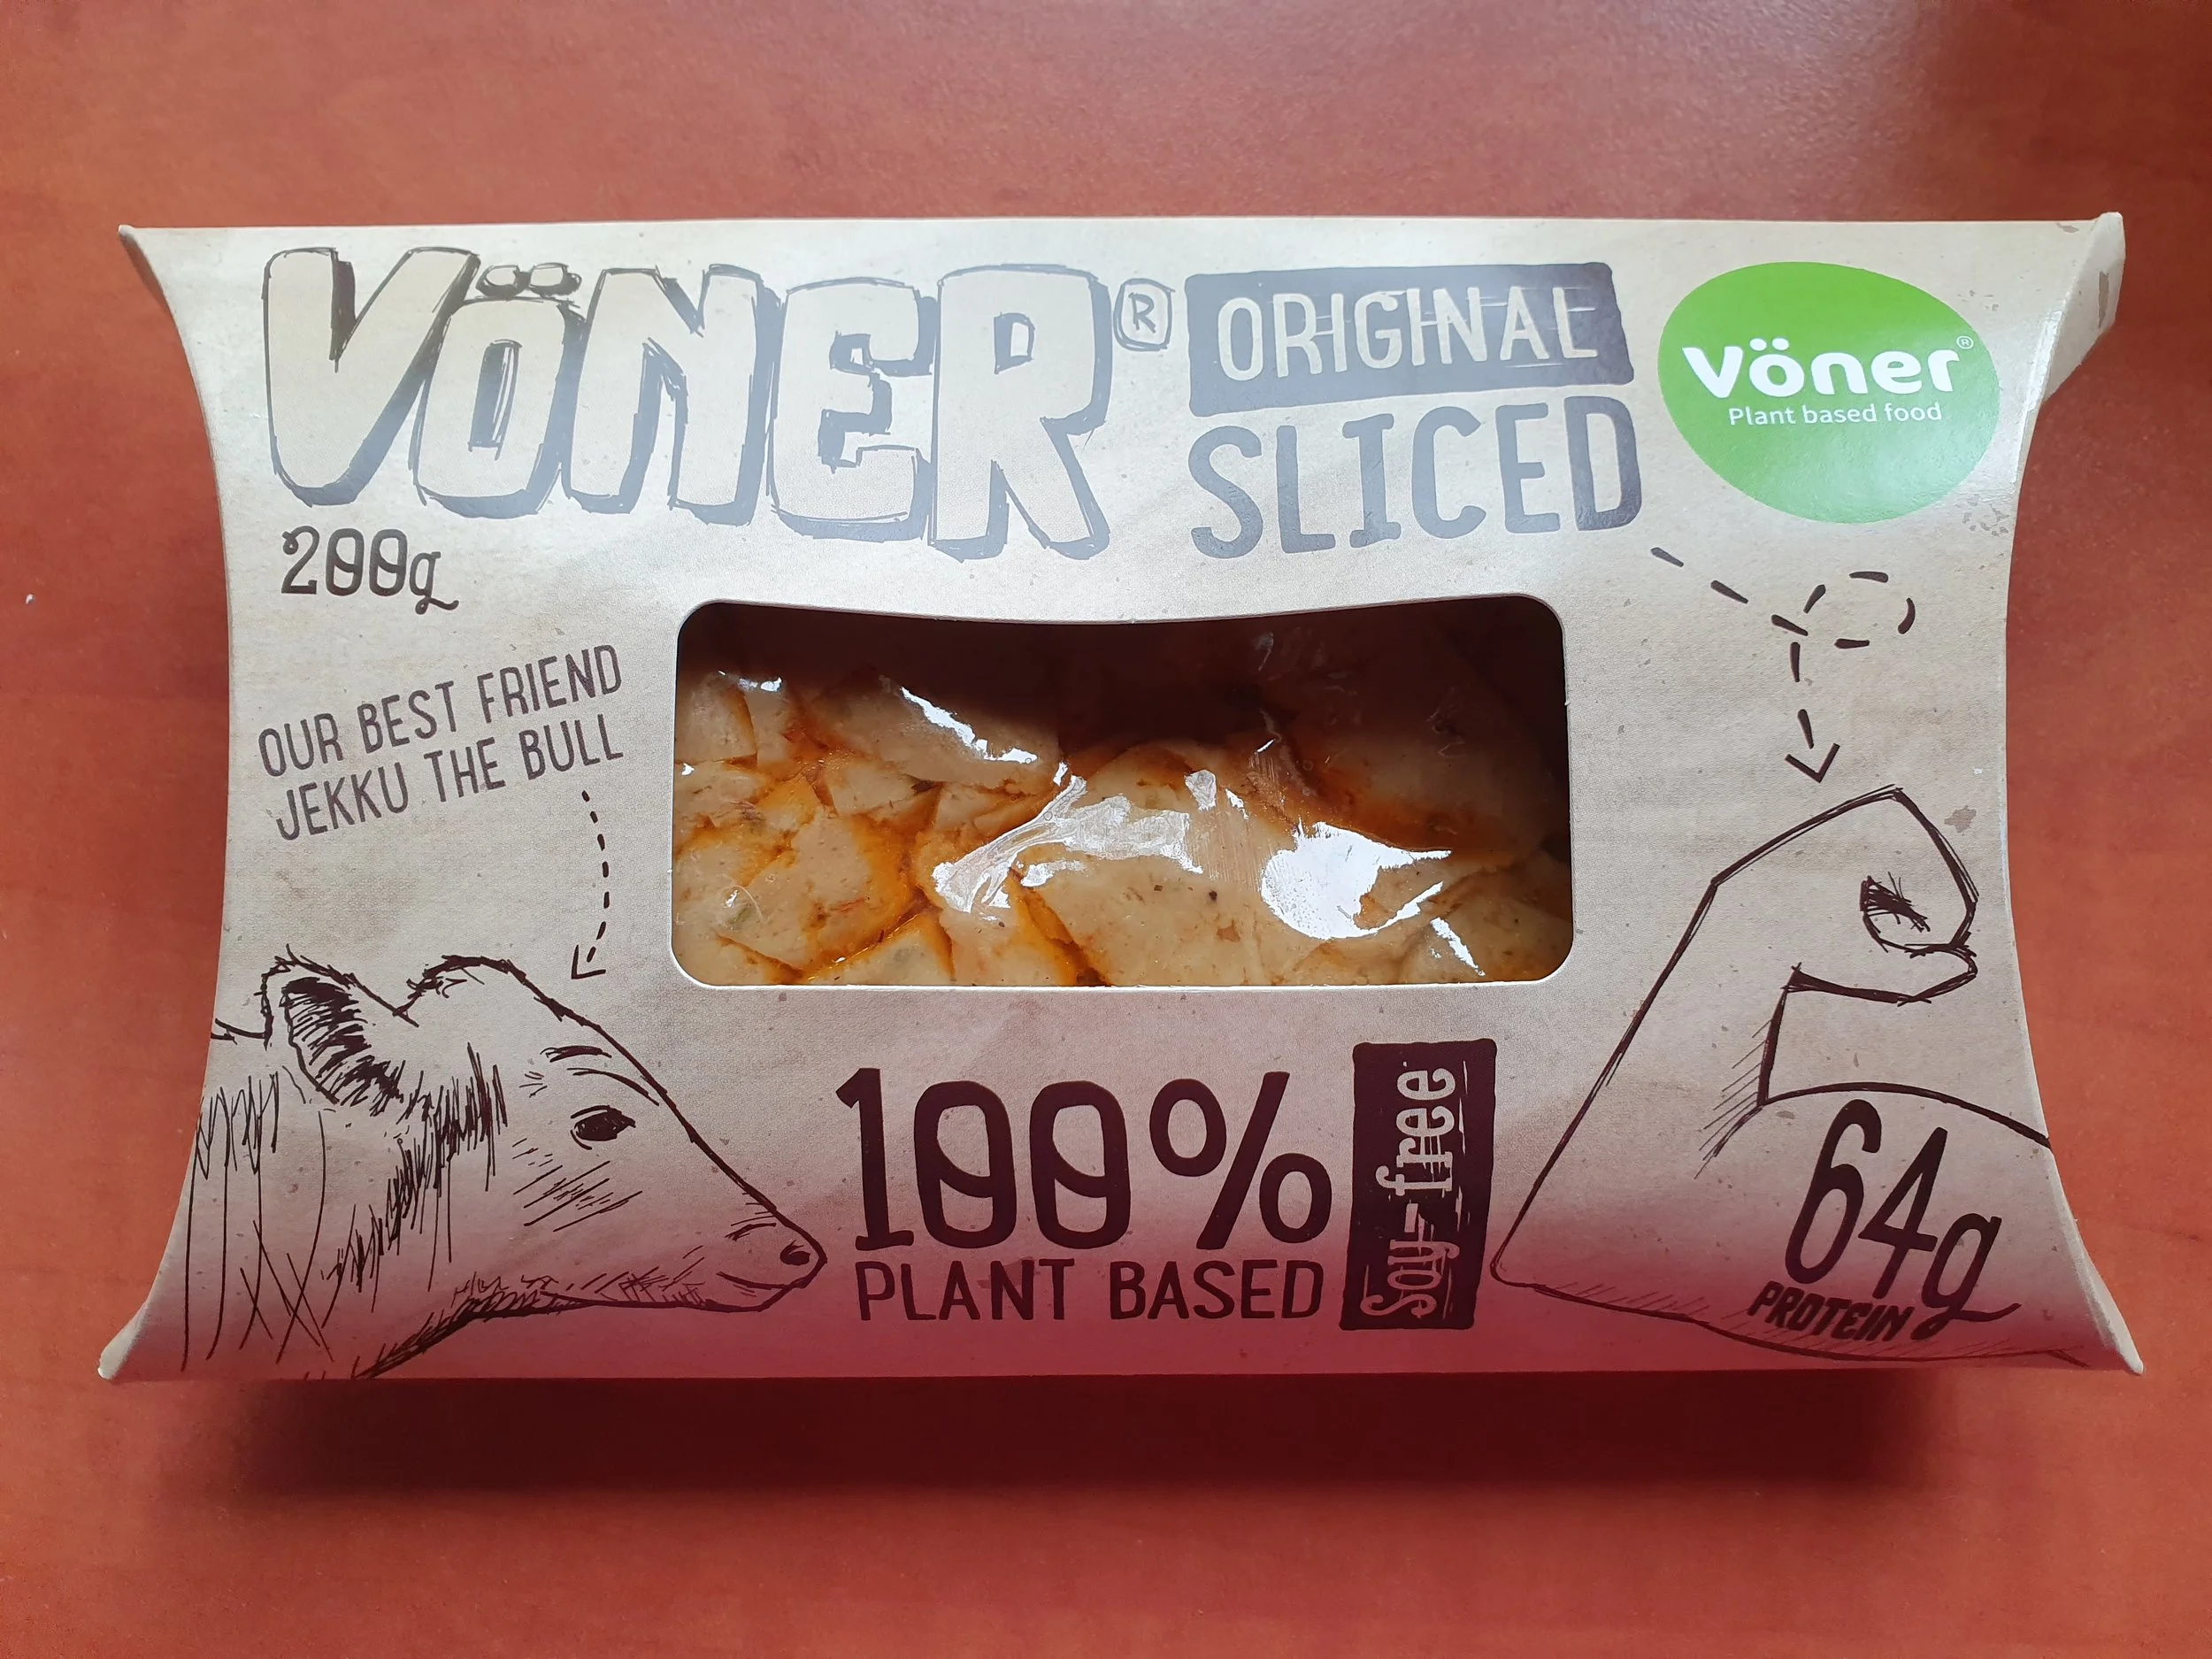 VÖNER®
ORIGINAL
SLICED
Vöner®
Plant based food
200g
OUR BEST FRIEND
JEKKU THE BULL
100%
PLANT BASED
Soy-free
64g
PROTEIN